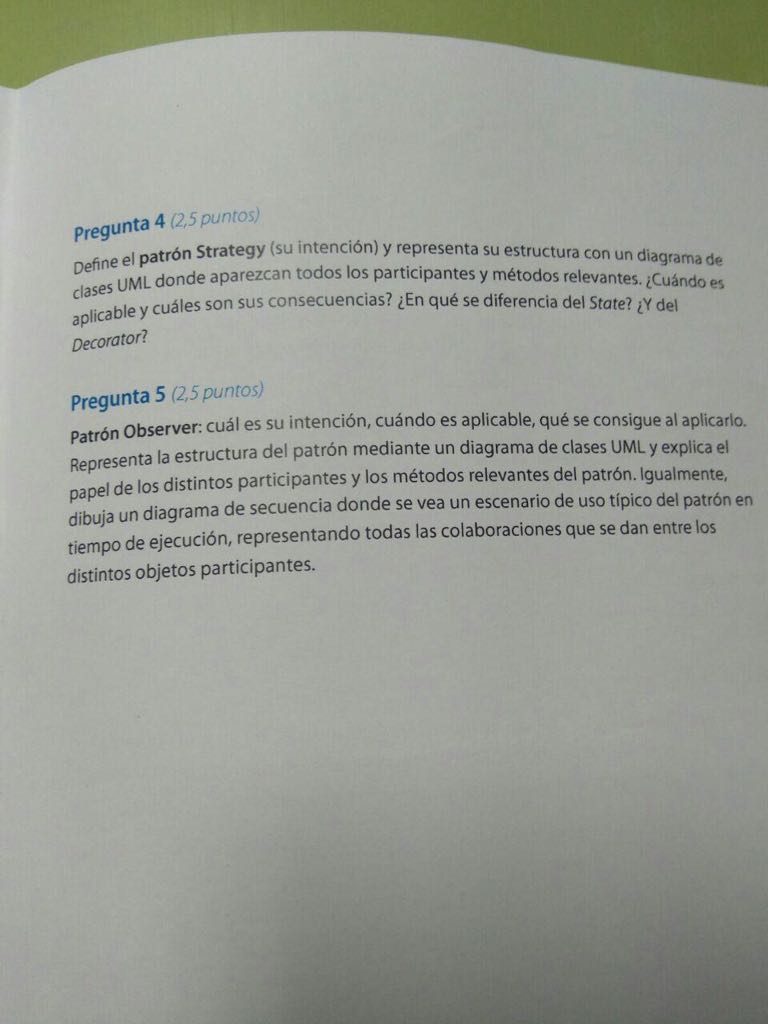 Pregunta 4 (2,5 puntos)
Define el patrón Strategy (su intención) y representa su estructura con un diagrama de
clases UML donde aparezcan todos los participantes y métodos relevantes. ¿Cuándo es
aplicable y cuáles son sus consecuencias? ¿En qué se diferencia del State? ¿Y del
Decorator?
Pregunta 5 (2,5 puntos)
Patrón Observer: cuál es su intención, cuándo es aplicable, qué se consigue al aplicarlo.
Representa la estructura del patrón mediante un diagrama de clases UML y explica el
papel de los distintos participantes y los métodos relevantes del patrón. Igualmente,
dibuja un diagrama de secuencia donde se vea un escenario de uso típico del patrón en
tiempo de ejecución, representando todas las colaboraciones que se dan entre los
distintos objetos participantes.